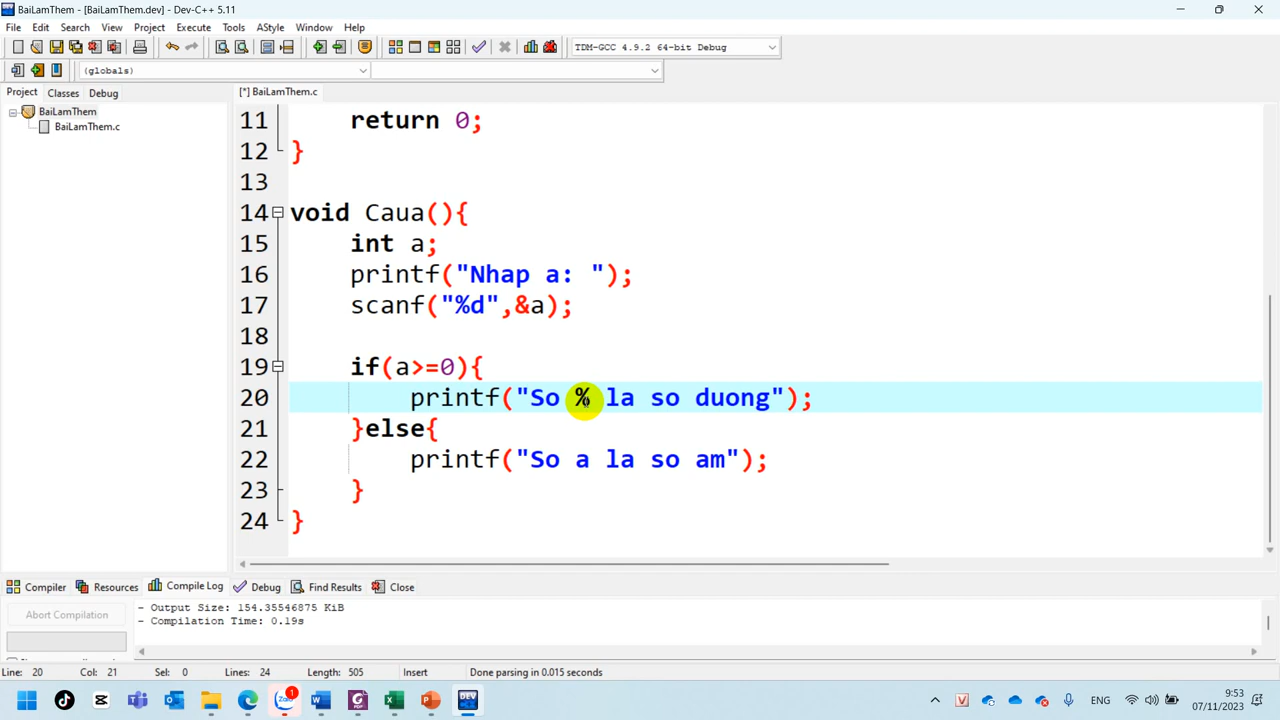 BaiLamThem - [BaiLamThem.dev] - Dev-C++ 5.11
File Edit Search View Project Execute Tools AStyle Window Help
TDM-GCC 4.9.2 64-bit Debug
(globals)
Project Classes Debug
[*] BaiLamThem.c
BaiLamThem
BaiLamThem.c
11 return 0;
12 }
13
14 void Caua(){
15 int a;
16 printf("Nhap a: ");
17 scanf("%d",&a);
18
19 if(a>=0){
20 printf("So % la so duong");
21 }else{
22 printf("So a la so am");
23 }
24 }
Compiler Resources Compile Log Debug Find Results Close
Abort Compilation
- Output Size: 154.35546875 KiB
- Compilation Time: 0.19s
Line: 20 Col: 21 Sel: 0 Lines: 24 Length: 505 Insert Done parsing in 0.015 seconds
Zalo 1
DEV
V
ENG
9:53
07/11/2023